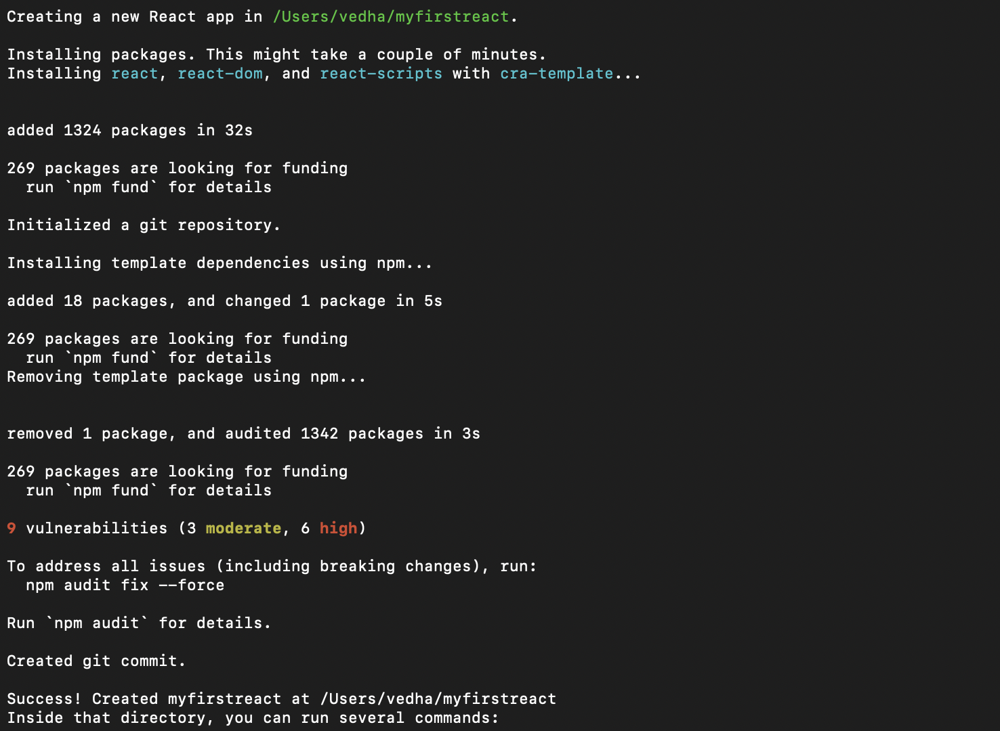 Creating a new React app in /Users/vedha/myfirstreact.
Installing packages. This might take a couple of minutes.
Installing react, react-dom, and react-scripts with cra-template...
added 1324 packages in 32s
269 packages are looking for funding
  run `npm fund` for details
Initialized a git repository.
Installing template dependencies using npm...
added 18 packages, and changed 1 package in 5s
269 packages are looking for funding
  run `npm fund` for details
Removing template package using npm...
removed 1 package, and audited 1342 packages in 3s
269 packages are looking for funding
  run `npm fund` for details
9 vulnerabilities (3 moderate, 6 high)
To address all issues (including breaking changes), run:
  npm audit fix --force
Run `npm audit` for details.
Created git commit.
Success! Created myfirstreact at /Users/vedha/myfirstreact
Inside that directory, you can run several commands: